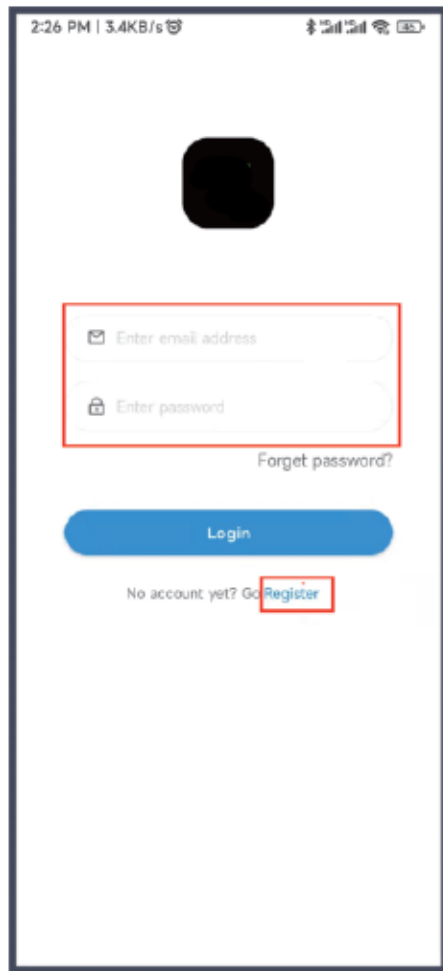 2:26 PM | 3.4KB/s
Enter email address
Enter password
Forget password?
Login
No account yet? Go Register